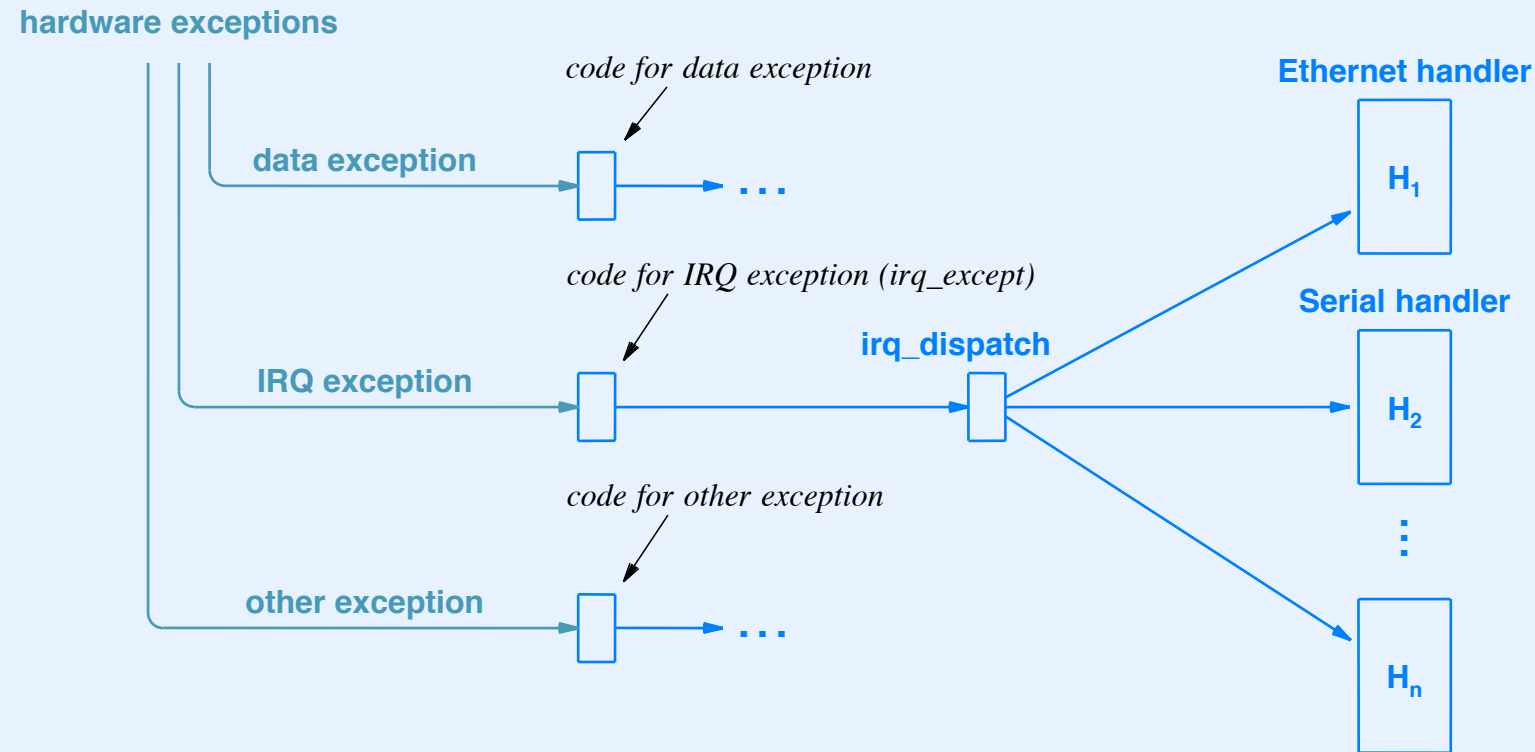 hardware exceptions
code for data exception
Ethernet handler
data exception
...
H1
code for IRQ exception (irq_except)
Serial handler
irq_dispatch
IRQ exception
H2
code for other exception
⋮
other exception
...
Hn